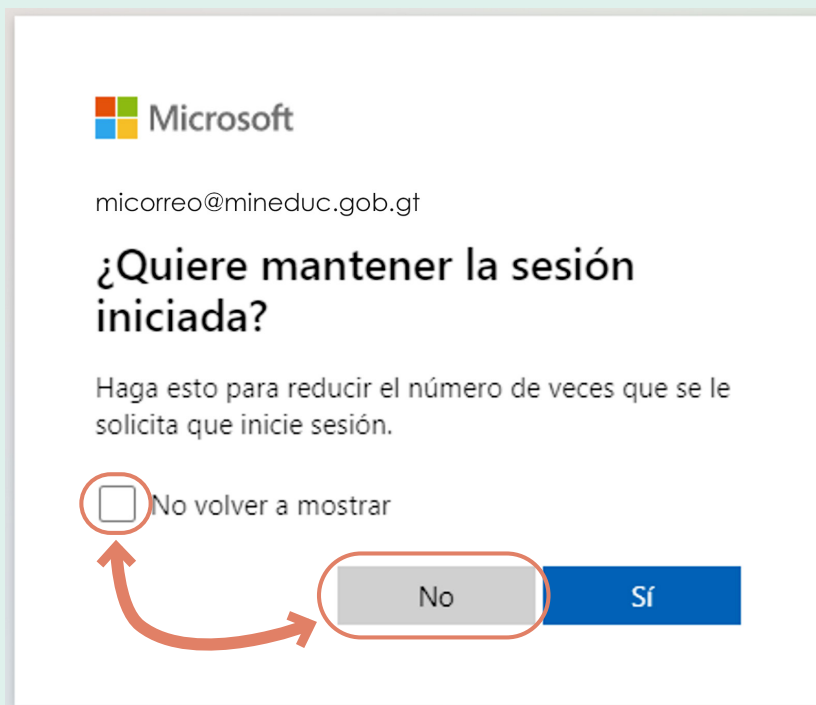 Microsoft
micorreo@mineduc.gob.gt
¿Quiere mantener la sesión
iniciada?
Haga esto para reducir el número de veces que se le
solicita que inicie sesión.
No volver a mostrar
No Sí